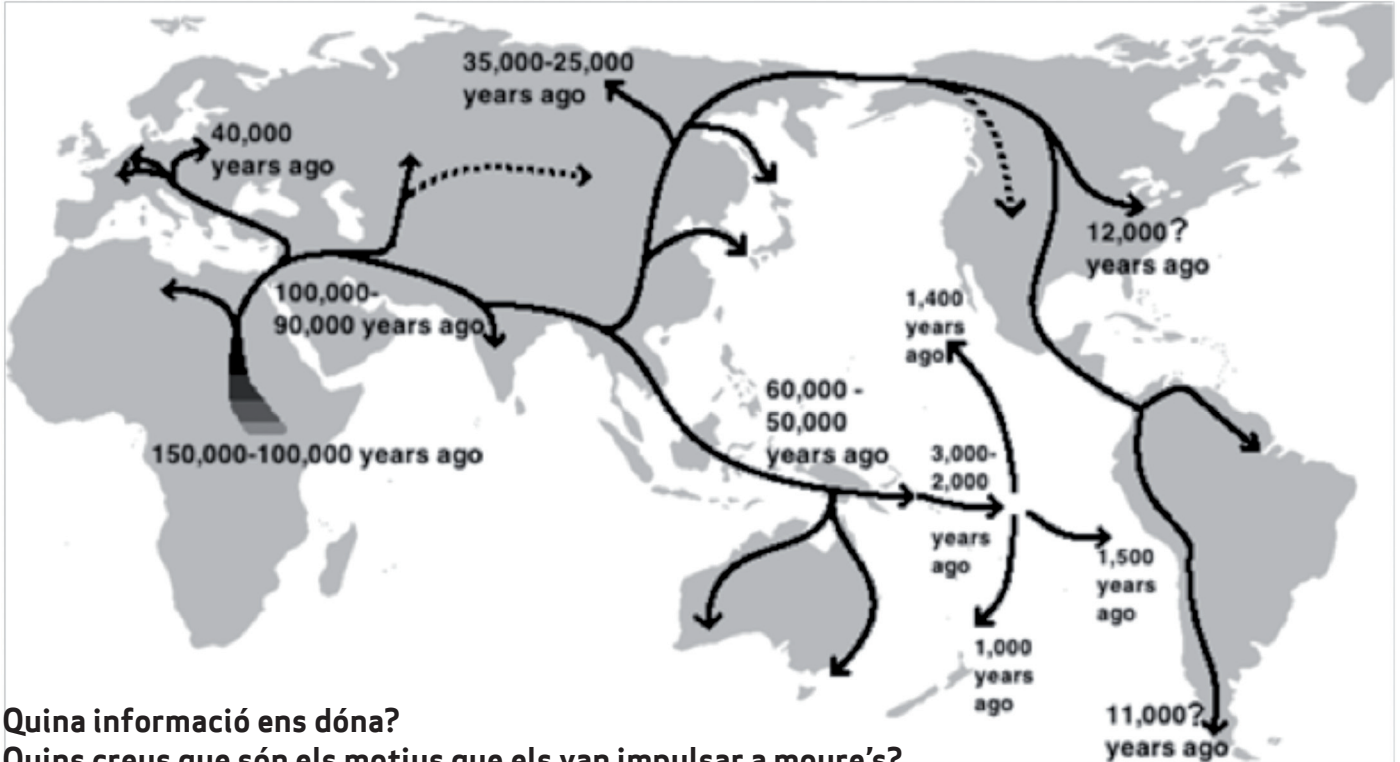 35,000-25,000
years ago
40,000
years ago
12,000?
years ago
100,000-
90,000 years ago
1,400
years
ago
60,000 -
50,000
years ago
150,000-100,000 years ago
3,000-
2,000
years
ago
1,500
years
ago
1,000
years
ago
11,000?
years ago
Quina informació ens dóna?
Quins creus que són els motius que els van impulsar a moure's?